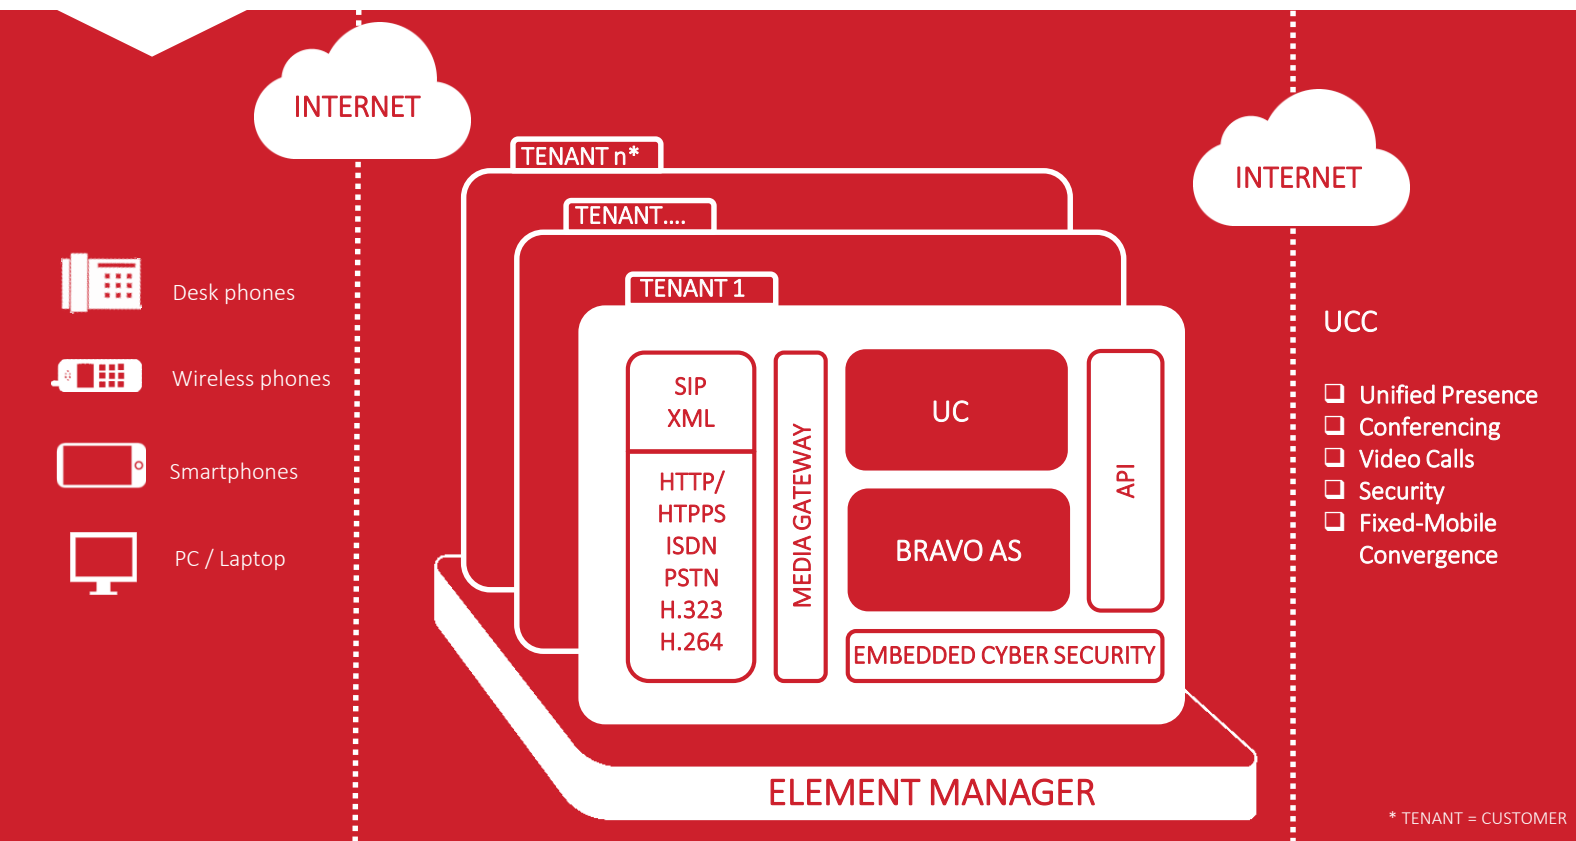 INTERNET
Desk phones
Wireless phones
Smartphones
PC / Laptop
TENANT n*
TENANT....
TENANT 1
SIP
XML
HTTP/
HTPPS
ISDN
PSTN
H.323
H.264
MEDIA GATEWAY
UC
BRAVO AS
API
EMBEDDED CYBER SECURITY
ELEMENT MANAGER
INTERNET
UCC
❑ Unified Presence
❑ Conferencing
❑ Video Calls
❑ Security
❑ Fixed-Mobile
Convergence
* TENANT = CUSTOMER